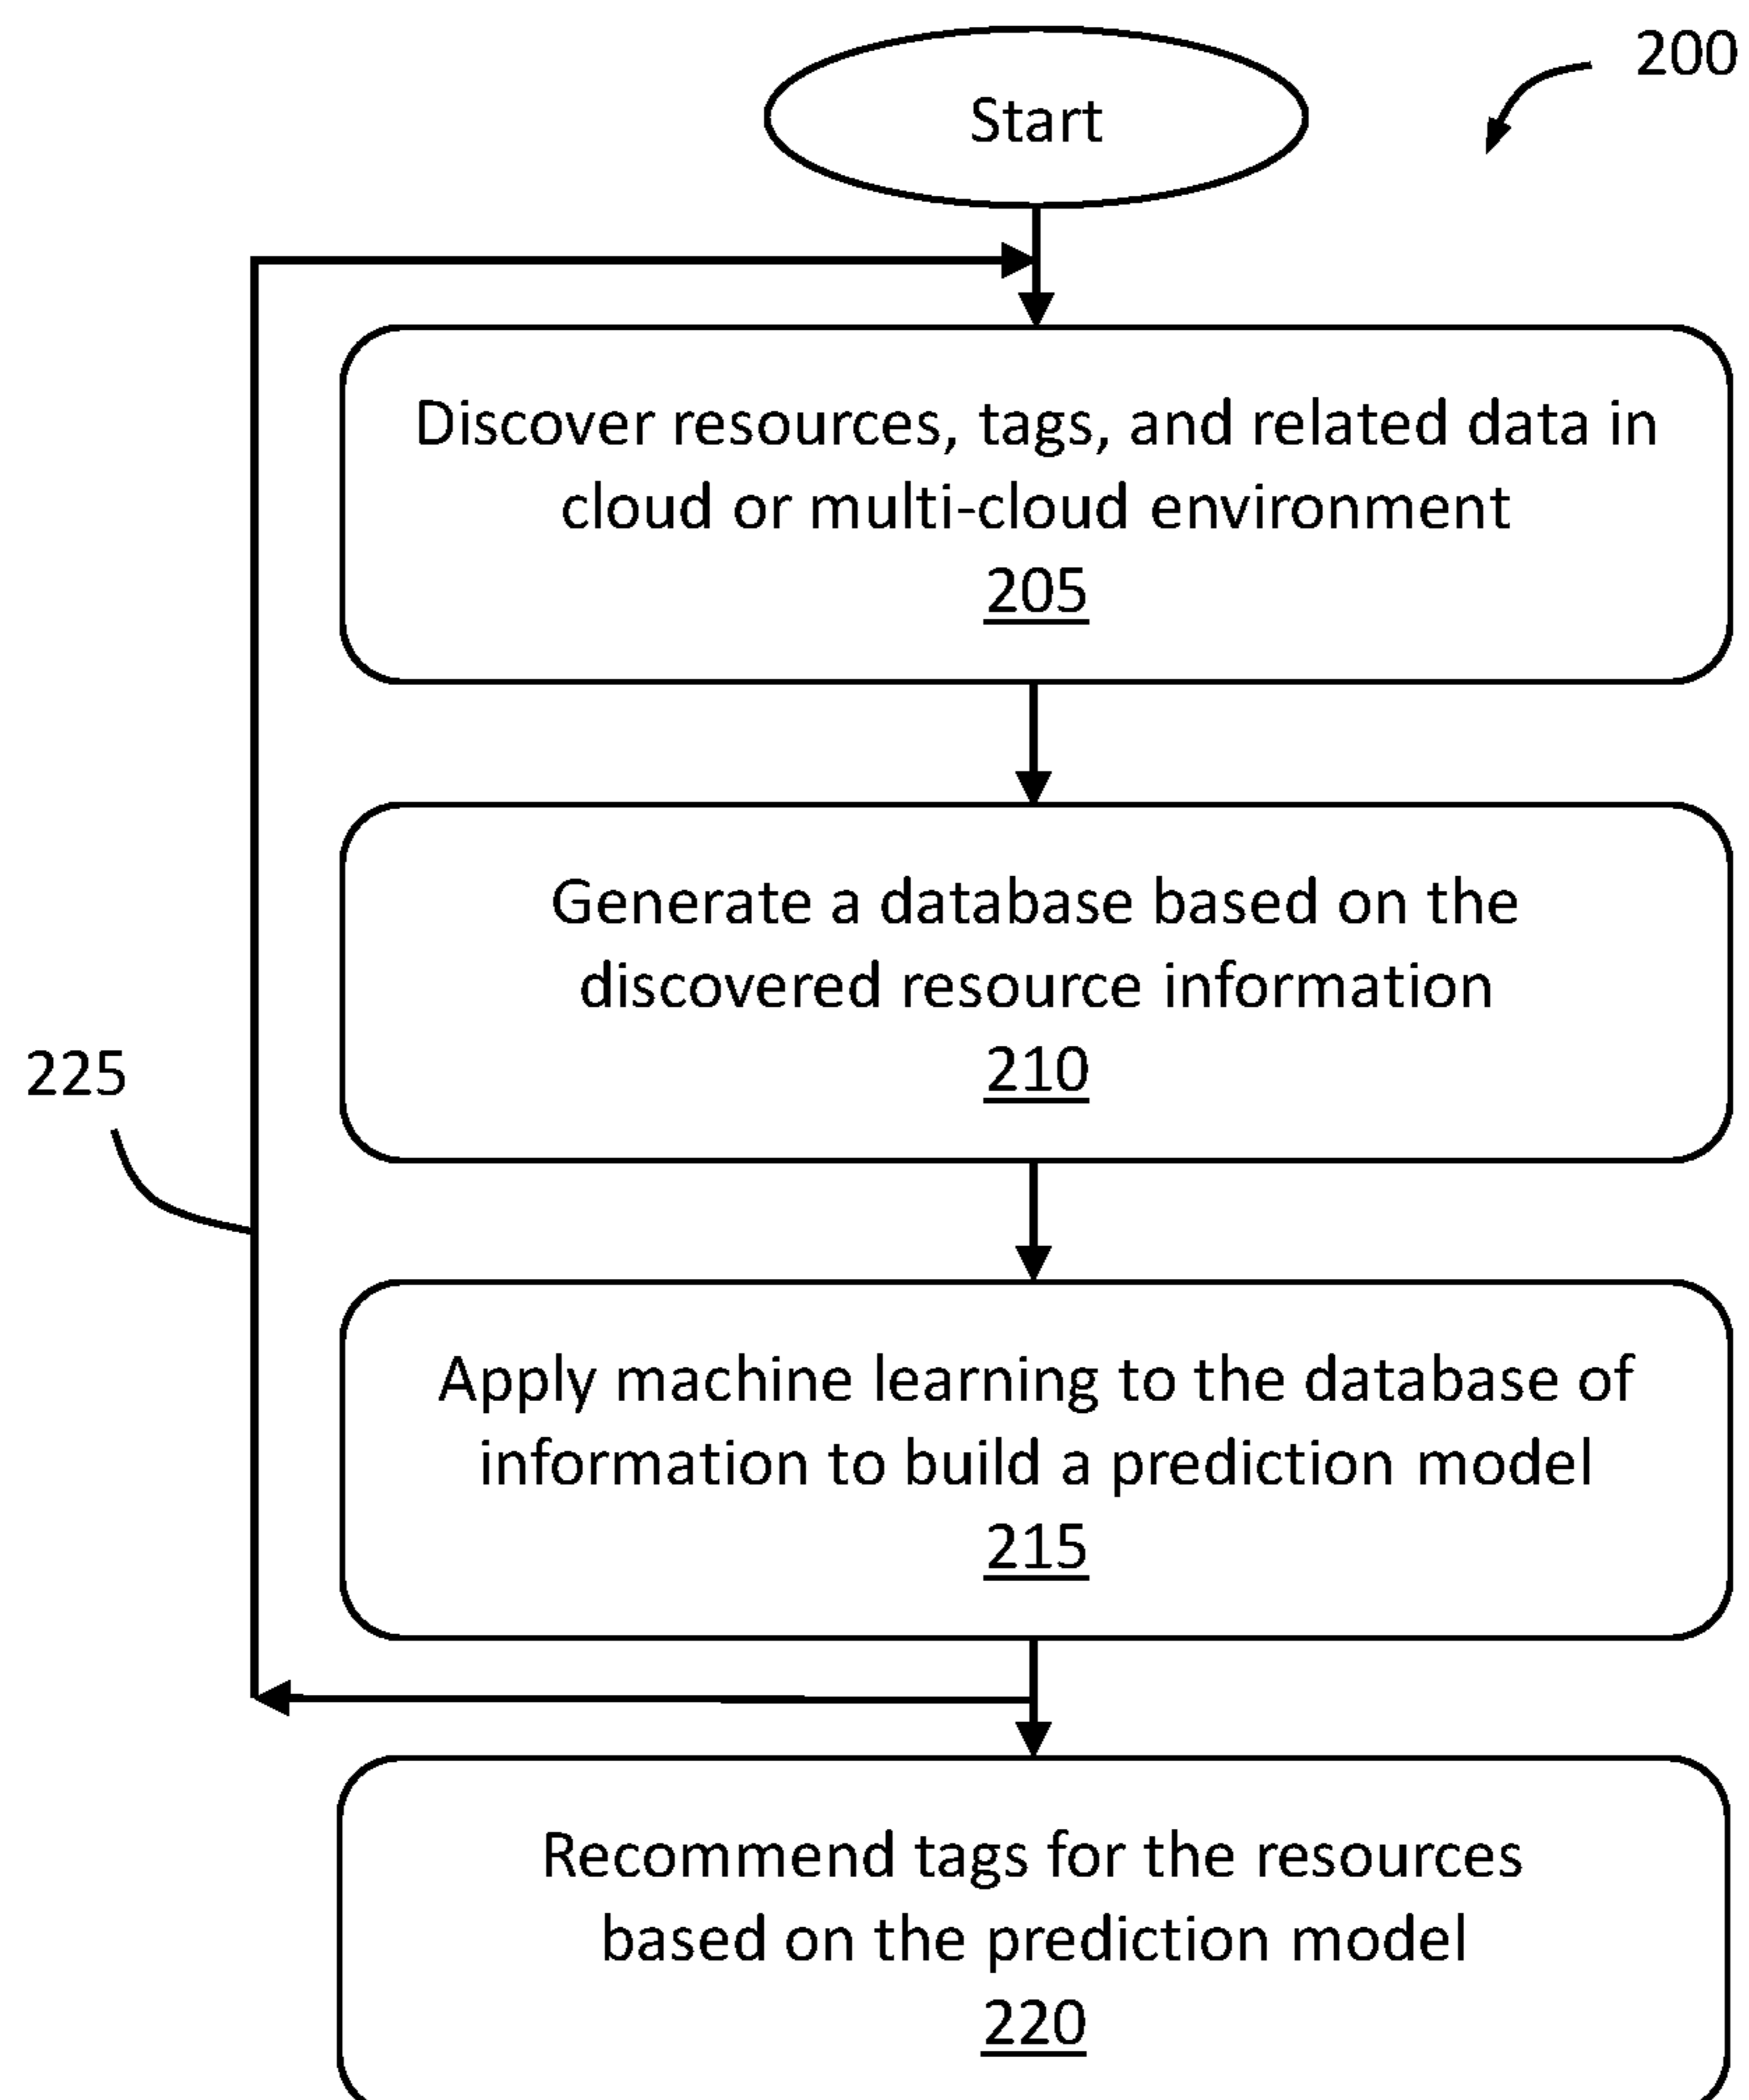 200
Start
Discover resources, tags, and related data in
cloud or multi-cloud environment
205
Generate a database based on the
discovered resource information
210
225
Apply machine learning to the database of
information to build a prediction model
215
Recommend tags for the resources
based on the prediction model
220